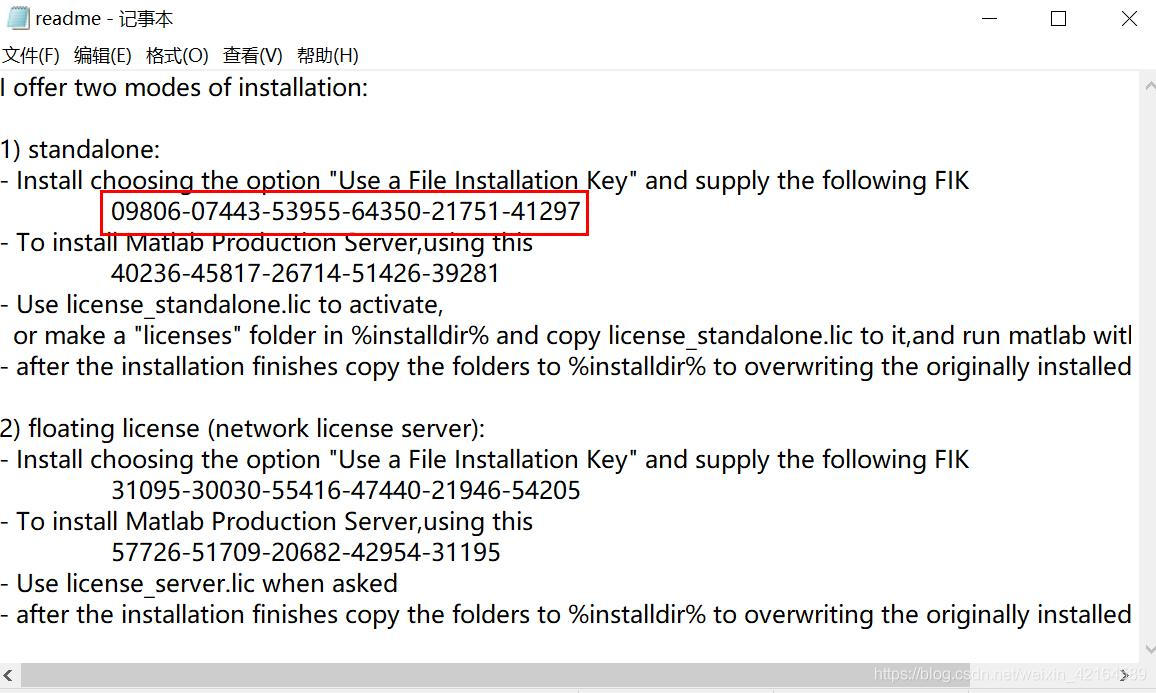 readme - 记事本
文件(F) 编辑(E) 格式(O) 查看(V) 帮助(H)
I offer two modes of installation:
1) standalone:
- Install choosing the option "Use a File Installation Key" and supply the following FIK
09806-07443-53955-64350-21751-41297
- To install Matlab Production Server,using this
40236-45817-26714-51426-39281
- Use license_standalone.lic to activate,
or make a "licenses" folder in %installdir% and copy license_standalone.lic to it,and run matlab
- after the installation finishes copy the folders to %installdir% to overwriting the originally installed
2) floating license (network license server):
- Install choosing the option "Use a File Installation Key" and supply the following FIK
31095-30030-55416-47440-21946-54205
- To install Matlab Production Server,using this
57726-51709-20682-42954-31195
- Use license_server.lic when asked
- after the installation finishes copy the folders to %installdir% to overwriting the originally installed